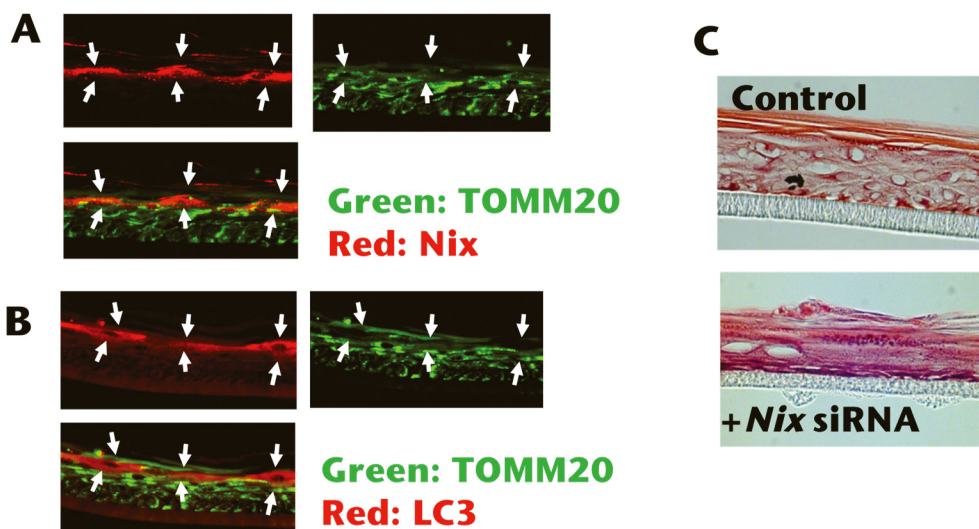 A
Green: TOMM20
Red: Nix
B
Green: TOMM20
Red: LC3
C
Control
+Nix siRNA